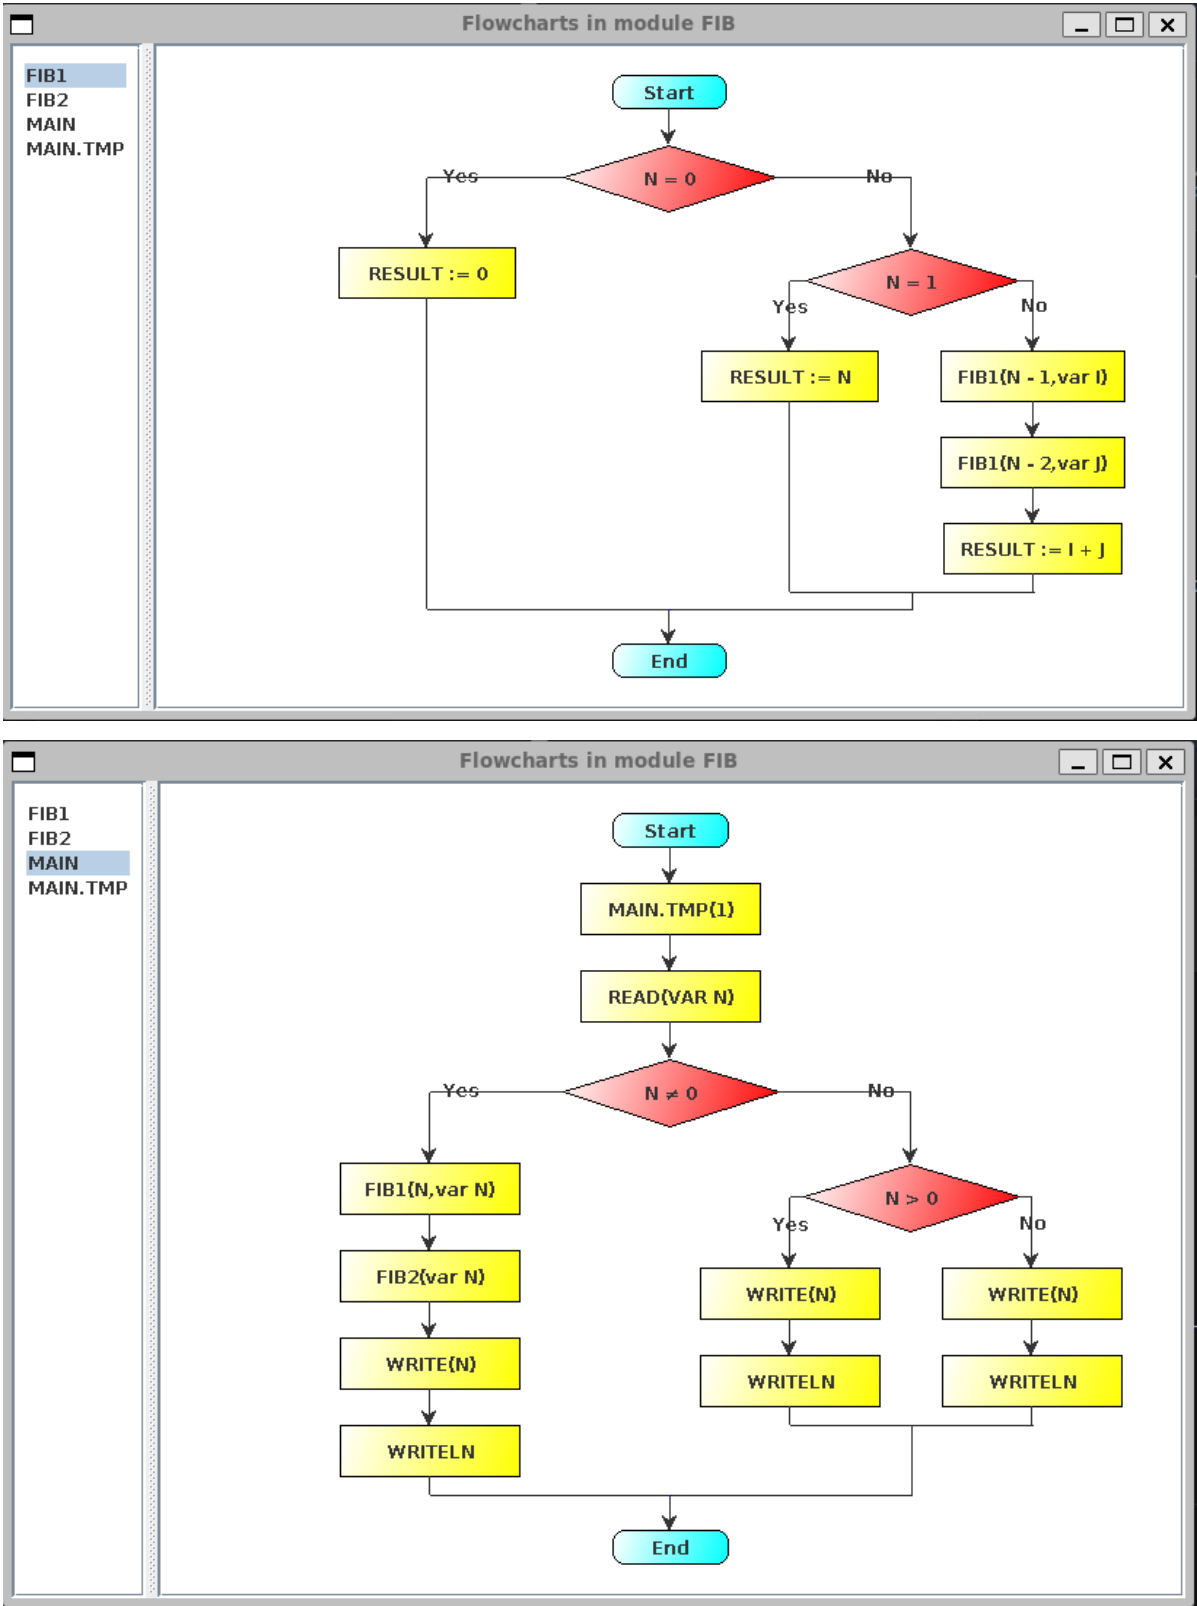 Flowcharts in module FIB
FIB1
FIB2
MAIN
MAIN.TMP
Start
N = 0
Yes
No
RESULT := 0
N = 1
Yes
No
RESULT := N
FIB1(N - 1,var I)
FIB1(N - 2,var J)
RESULT := I + J
End
Flowcharts in module FIB
FIB1
FIB2
MAIN
MAIN.TMP
Start
MAIN.TMP(1)
READ(VAR N)
N ≠ 0
Yes
No
FIB1(N,var N)
FIB2(var N)
WRITE(N)
WRITELN
N > 0
Yes
No
WRITE(N)
WRITE(N)
WRITELN
WRITELN
End